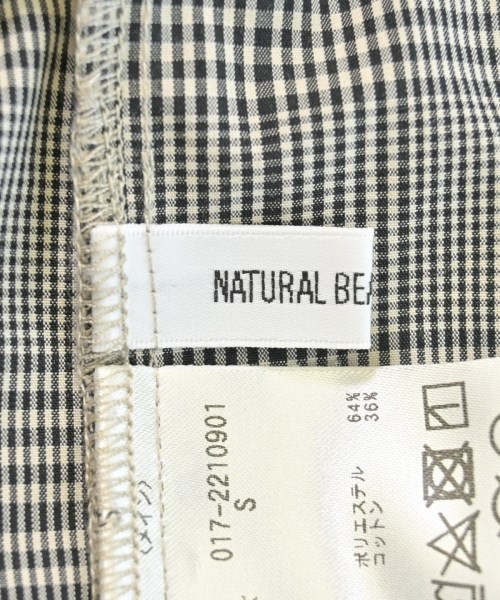 NATURAL BEA
017-2210901
S
(メイン)
ポリエステル 64%
コットン 36%